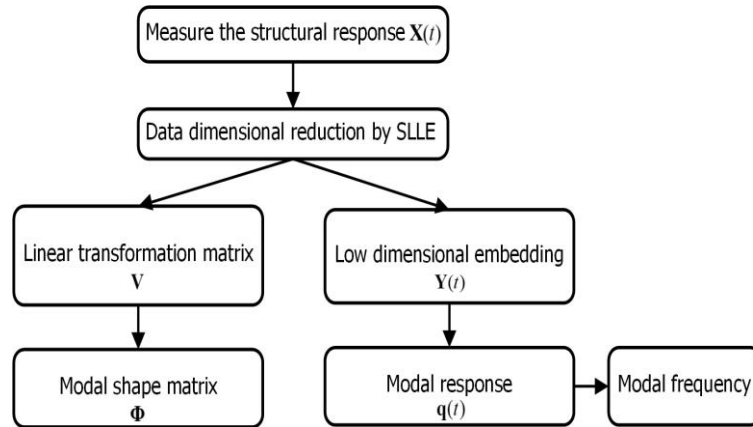 Measure the structural response X(t)
Data dimensional reduction by SLLE
Linear transformation matrix
V
Low dimensional embedding
Y(t)
Modal shape matrix
Φ
Modal response
q(t)
Modal frequency